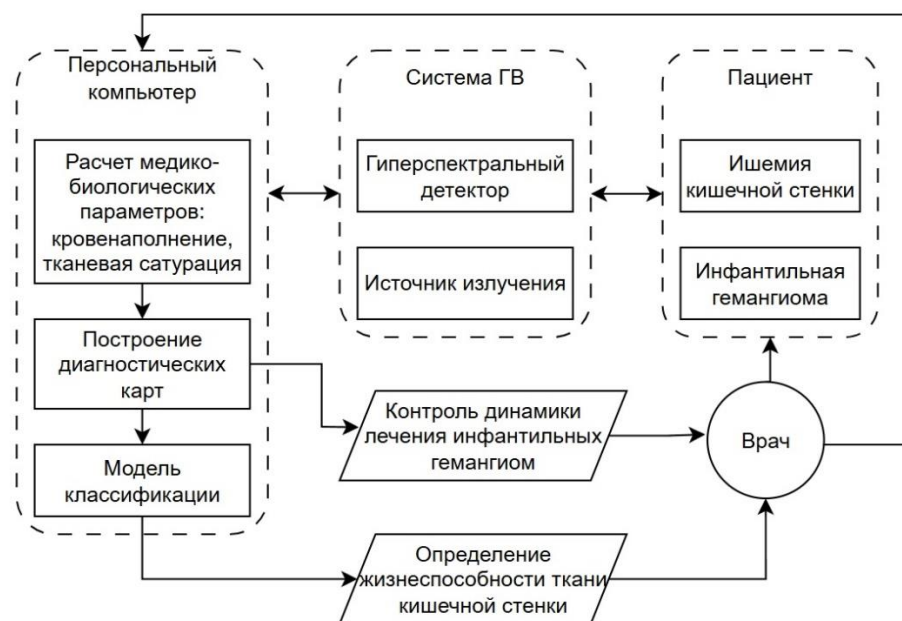 Персональный
компьютер
Расчет медико-
биологических
параметров:
кровенаполнение,
тканевая сатурация
Построение
диагностических
карт
Модель
классификации
Система ГВ
Гиперспектральный
детектор
Источник излучения
Пациент
Ишемия
кишечной стенки
Инфантильная
гемангиома
Контроль динамики
лечения инфантильных
гемангиом
Врач
Определение
жизнеспособности ткани
кишечной стенки